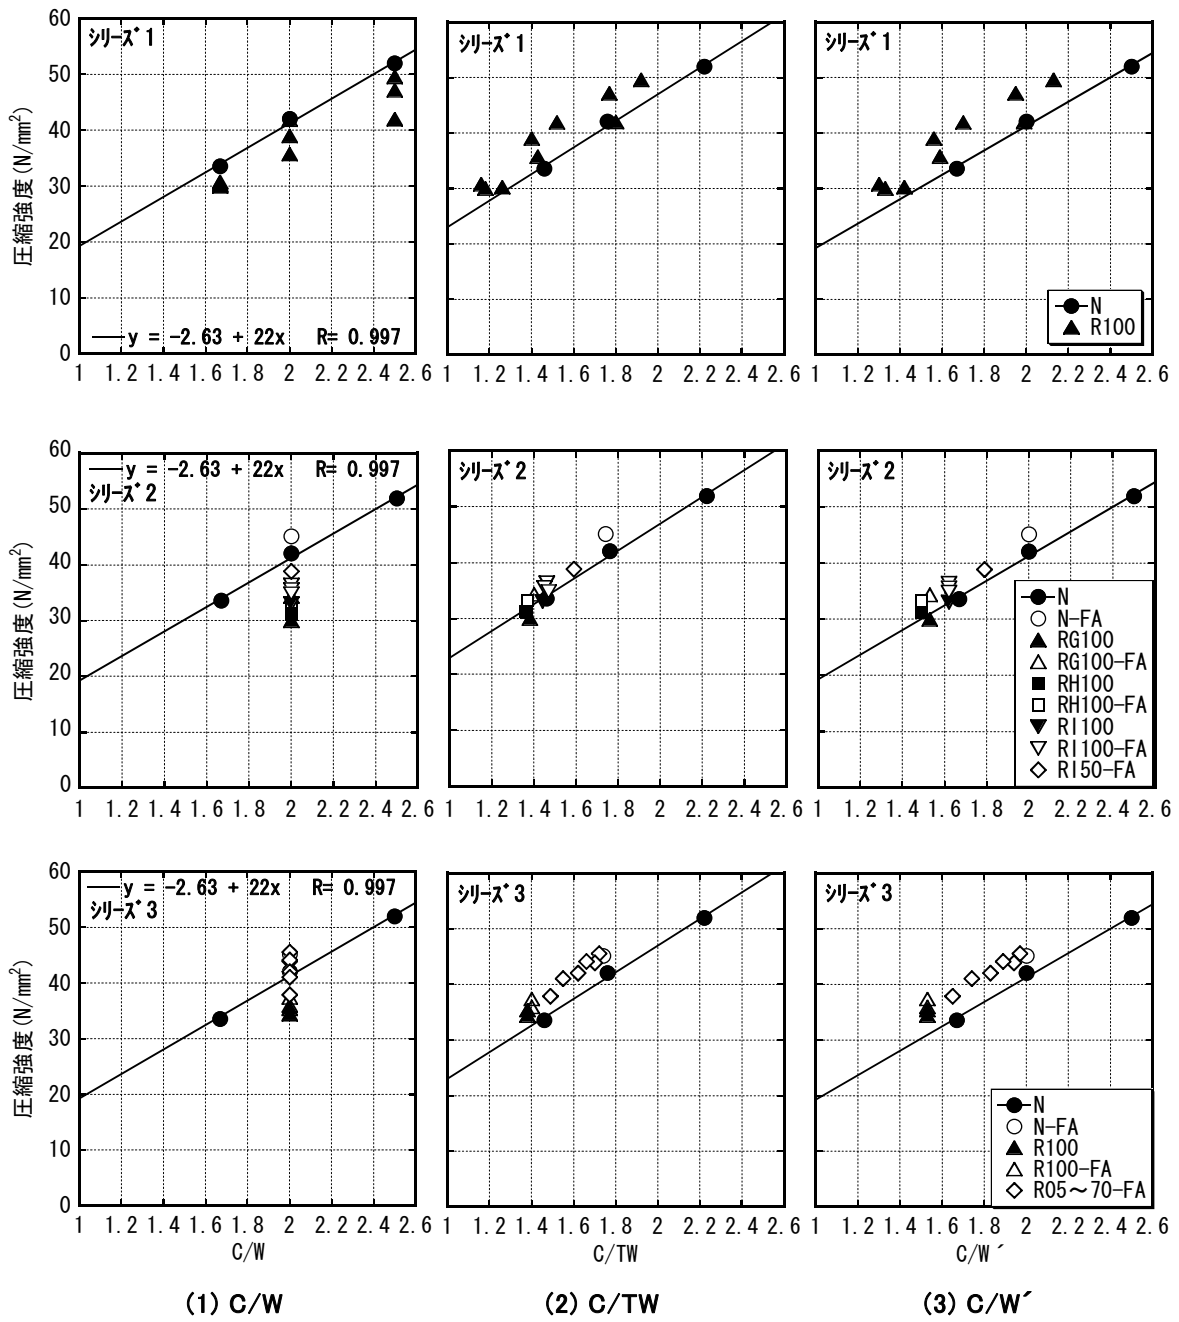 シリーズ1
シリーズ1
シリーズ1
60
50
40
30
20
10
0
圧縮強度(N/mm²)
y = -2.63 + 22x R= 0.997
N
R100
1 1.2 1.4 1.6 1.8 2 2.2 2.4 2.6
1 1.2 1.4 1.6 1.8 2 2.2 2.4 2.6
1 1.2 1.4 1.6 1.8 2 2.2 2.4 2.6
y = -2.63 + 22x R= 0.997
シリーズ2
シリーズ2
シリーズ2
60
50
40
30
20
10
0
圧縮強度(N/mm²)
N
N-FA
RG100
RG100-FA
RH100
RH100-FA
RI100
RI100-FA
RI50-FA
1 1.2 1.4 1.6 1.8 2 2.2 2.4 2.6
1 1.2 1.4 1.6 1.8 2 2.2 2.4 2.6
1 1.2 1.4 1.6 1.8 2 2.2 2.4 2.6
y = -2.63 + 22x R= 0.997
シリーズ3
シリーズ3
シリーズ3
60
50
40
30
20
10
0
圧縮強度(N/mm²)
N
N-FA
R100
R100-FA
R05～70-FA
1 1.2 1.4 1.6 1.8 2 2.2 2.4 2.6
1 1.2 1.4 1.6 1.8 2 2.2 2.4 2.6
1 1.2 1.4 1.6 1.8 2 2.2 2.4 2.6
C/W
C/TW
C/W´
(1) C/W
(2) C/TW
(3) C/W´